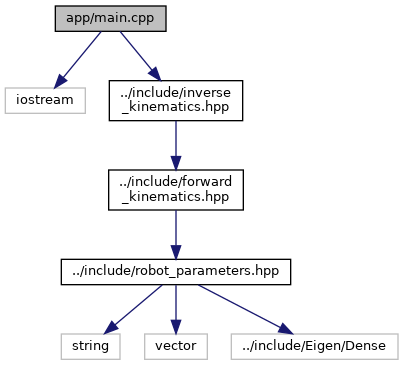 app/main.cpp
iostream
../include/inverse
_kinematics.hpp
../include/forward
_kinematics.hpp
../include/robot_parameters.hpp
string
vector
../include/Eigen/Dense